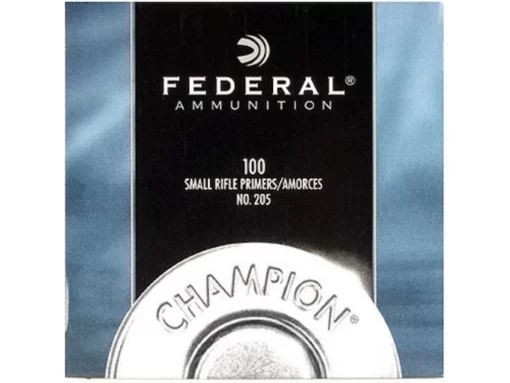 FEDERAL®
AMMUNITION
100
SMALL RIFLE PRIMERS/AMORCES
NO. 205
CHAMPION®